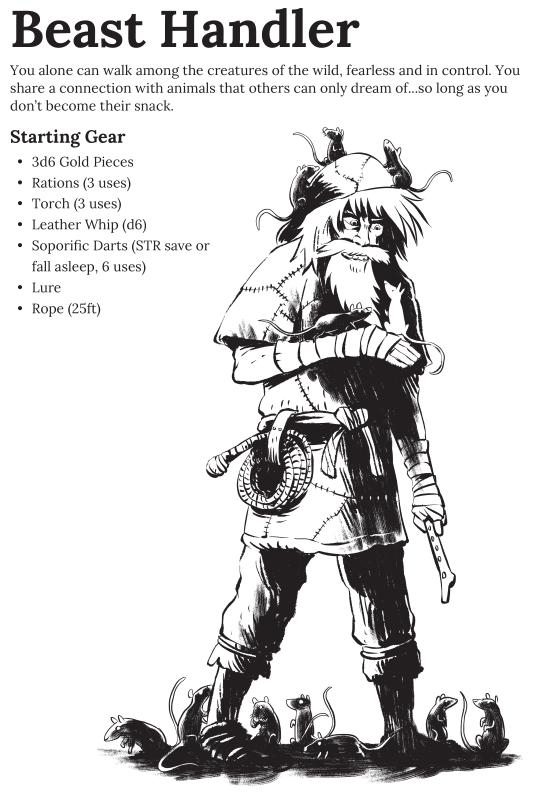 Beast Handler
You alone can walk among the creatures of the wild, fearless and in control. You
share a connection with animals that others can only dream of...so long as you
don't become their snack.
Starting Gear
• 3d6 Gold Pieces
• Rations (3 uses)
• Torch (3 uses)
• Leather Whip (d6)
• Soporific Darts (STR save or
fall asleep, 6 uses)
• Lure
• Rope (25ft)